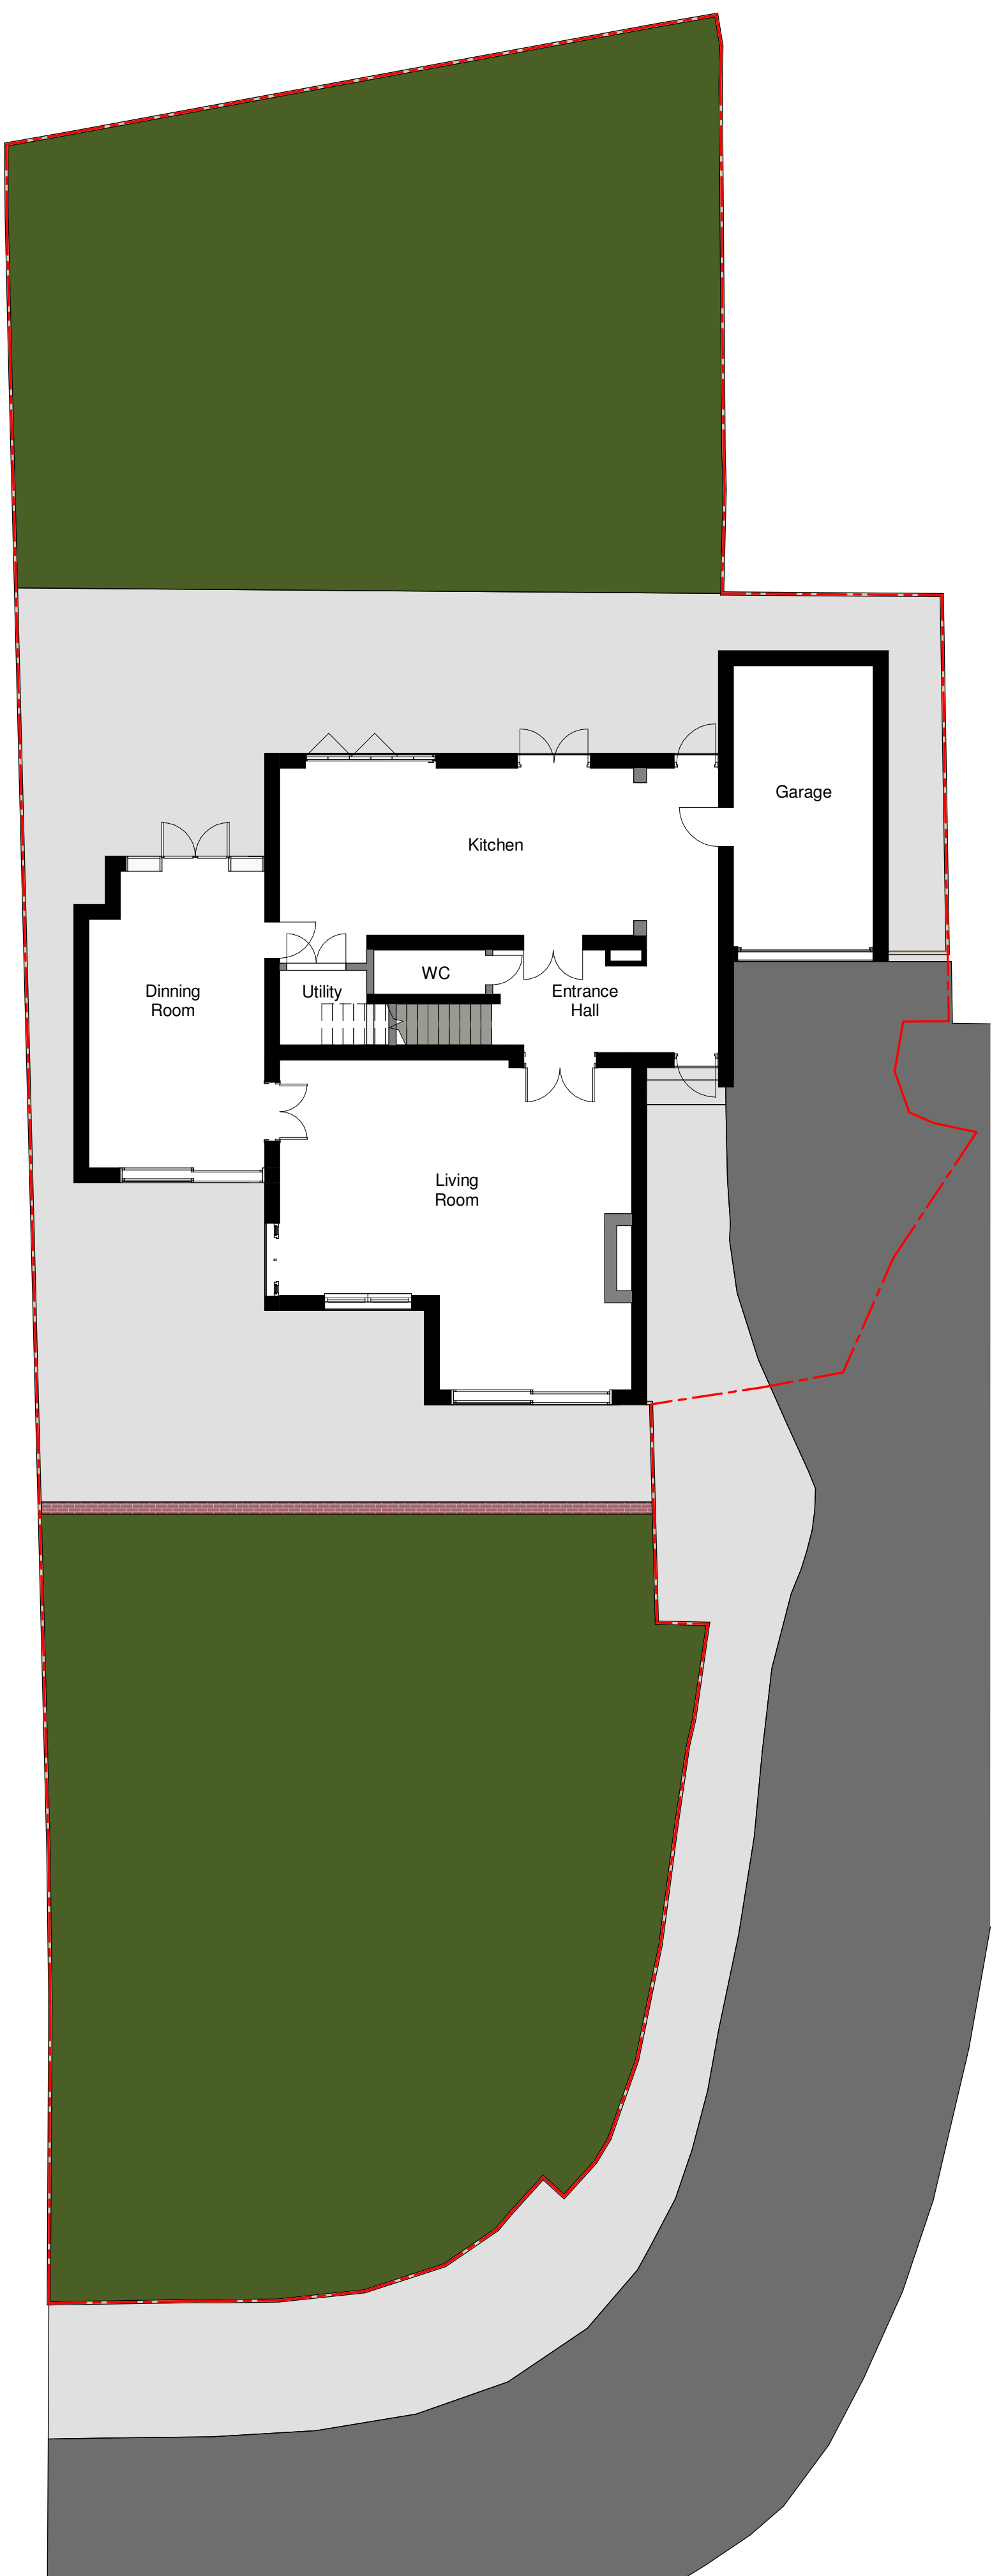 Garage
Kitchen
WC
Utility
Dinning
Room
Entrance
Hall
Living
Room